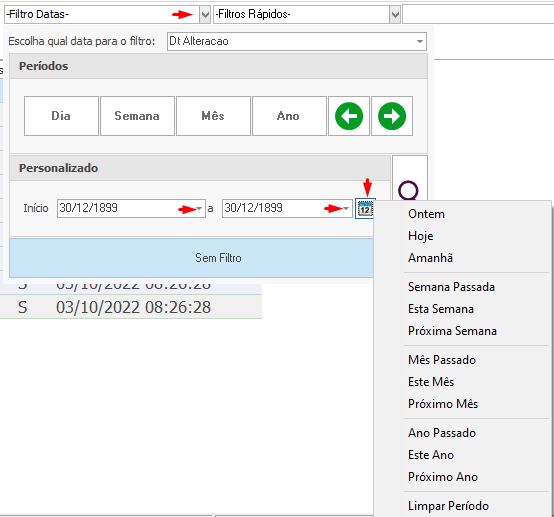 -Filtro Datas- -Filtros Rápidos-
Escolha qual data para o filtro: Dt Alteracao
Períodos
Dia Semana Mês Ano
Personalizado
Início 30/12/1899 a 30/12/1899 12
Sem Filtro
S 03/10/2022 08:26:28
S 03/10/2022 08:26:28
Ontem
Hoje
Amanhã
Semana Passada
Esta Semana
Próxima Semana
Mês Passado
Este Mês
Próximo Mês
Ano Passado
Este Ano
Próximo Ano
Limpar Período